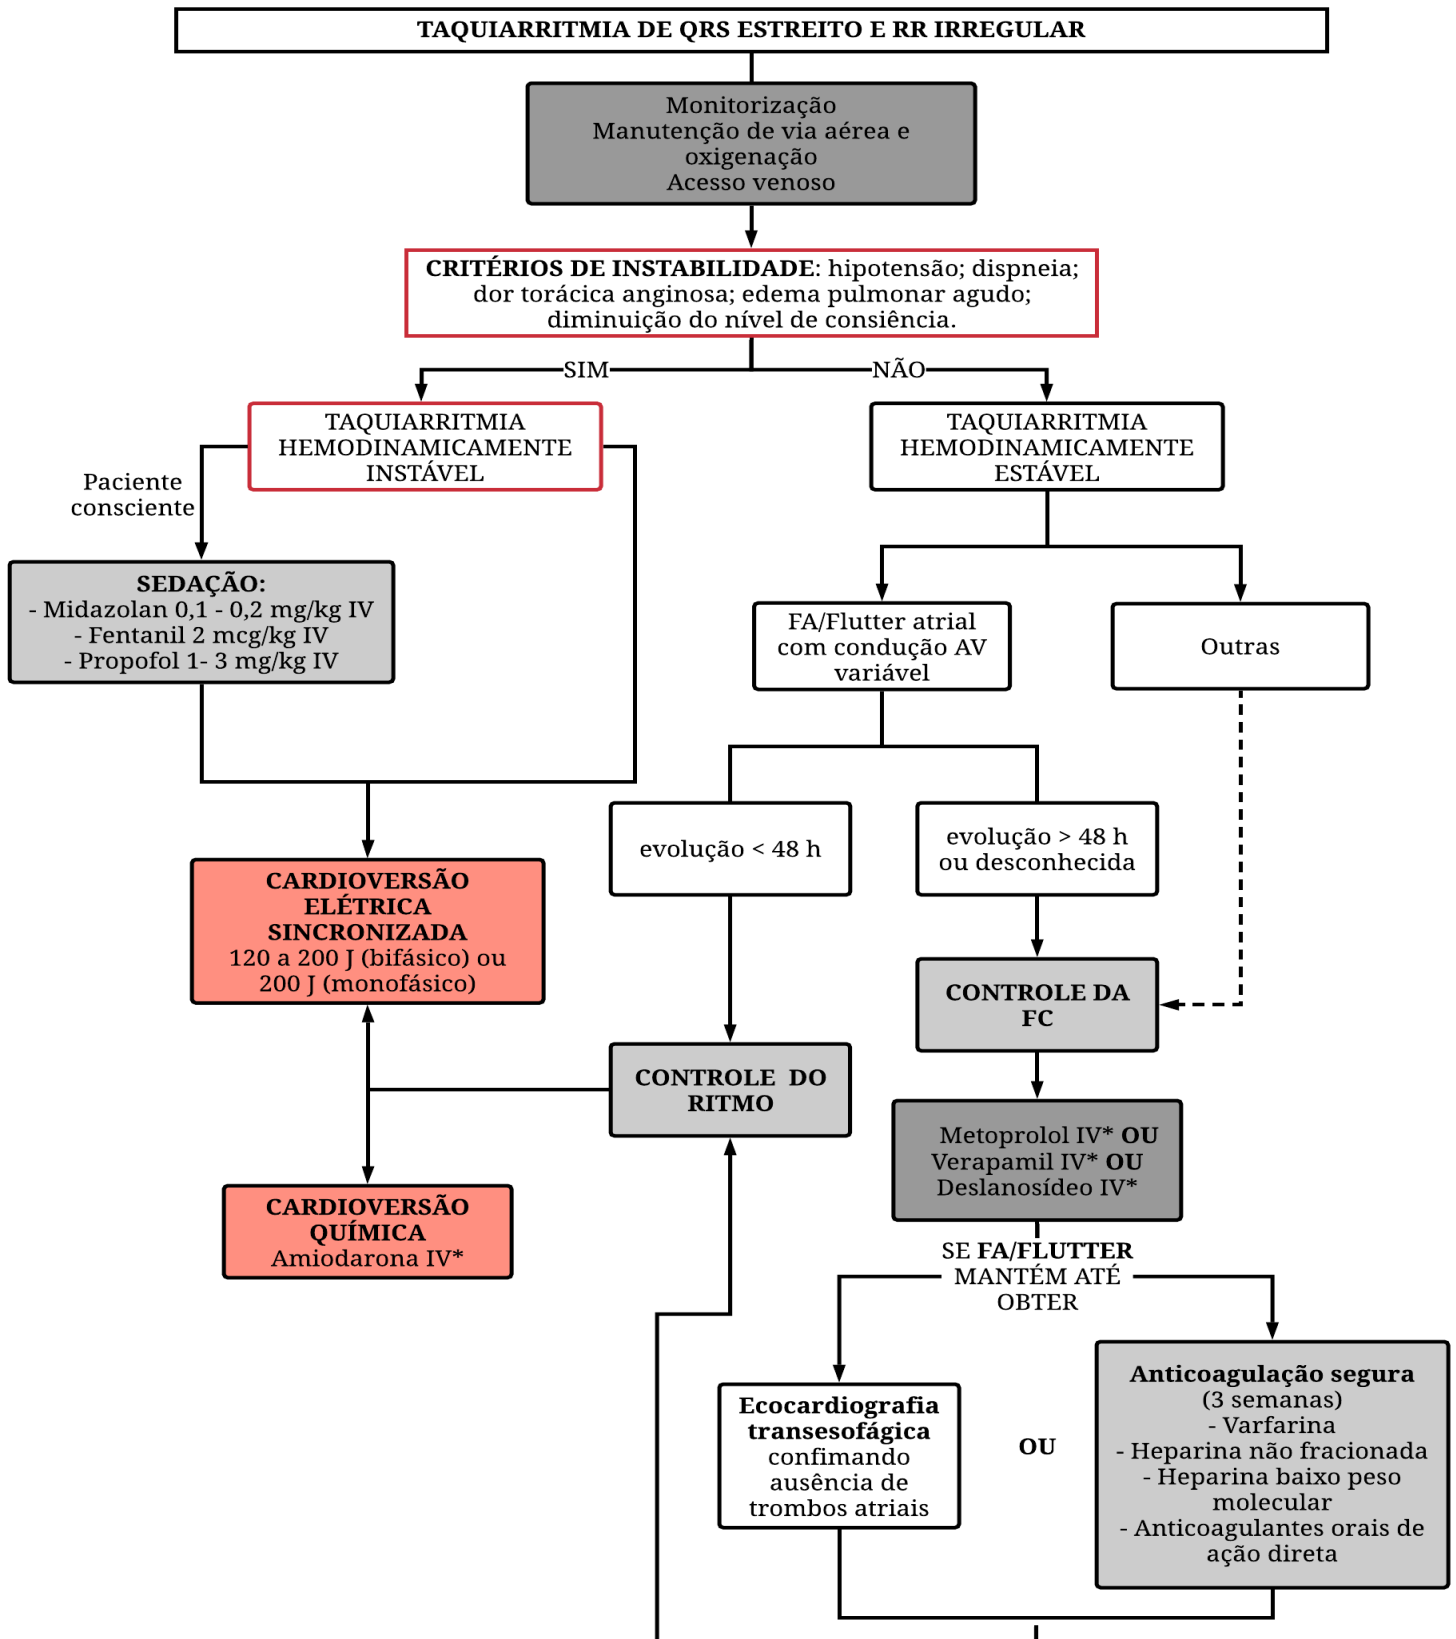 TAQUIARRITMIA DE QRS ESTREITO E RR IRREGULAR
Monitorização
Manutenção de via aérea e
oxigenação
Acesso venoso
CRITÉRIOS DE INSTABILIDADE: hipotensão; dispneia;
dor torácica anginosa; edema pulmonar agudo;
diminuição do nível de consiência.
SIM
NÃO
TAQUIARRITMIA
HEMODINAMICAMENTE
INSTÁVEL
TAQUIARRITMIA
HEMODINAMICAMENTE
ESTÁVEL
Paciente
consciente
SEDAÇÃO:
- Midazolan 0,1 - 0,2 mg/kg IV
- Fentanil 2 mcg/kg IV
- Propofol 1- 3 mg/kg IV
FA/Flutter atrial
com condução AV
variável
Outras
evolução < 48 h
evolução > 48 h
ou desconhecida
CARDIOVERSÃO
ELÉTRICA
SINCRONIZADA
120 a 200 J (bifásico) ou
200 J (monofásico)
CONTROLE DA
FC
CONTROLE  DO
RITMO
Metoprolol IV* OU
Verapamil IV* OU
Deslanosídeo IV*
CARDIOVERSÃO
QUÍMICA
Amiodarona IV*
SE FA/FLUTTER
MANTÉM ATÉ
OBTER
Ecocardiografia
transesofágica
confimando
ausência de
trombos atriais
OU
Anticoagulação segura
(3 semanas)
- Varfarina
- Heparina não fracionada
- Heparina baixo peso
molecular
- Anticoagulantes orais de
ação direta